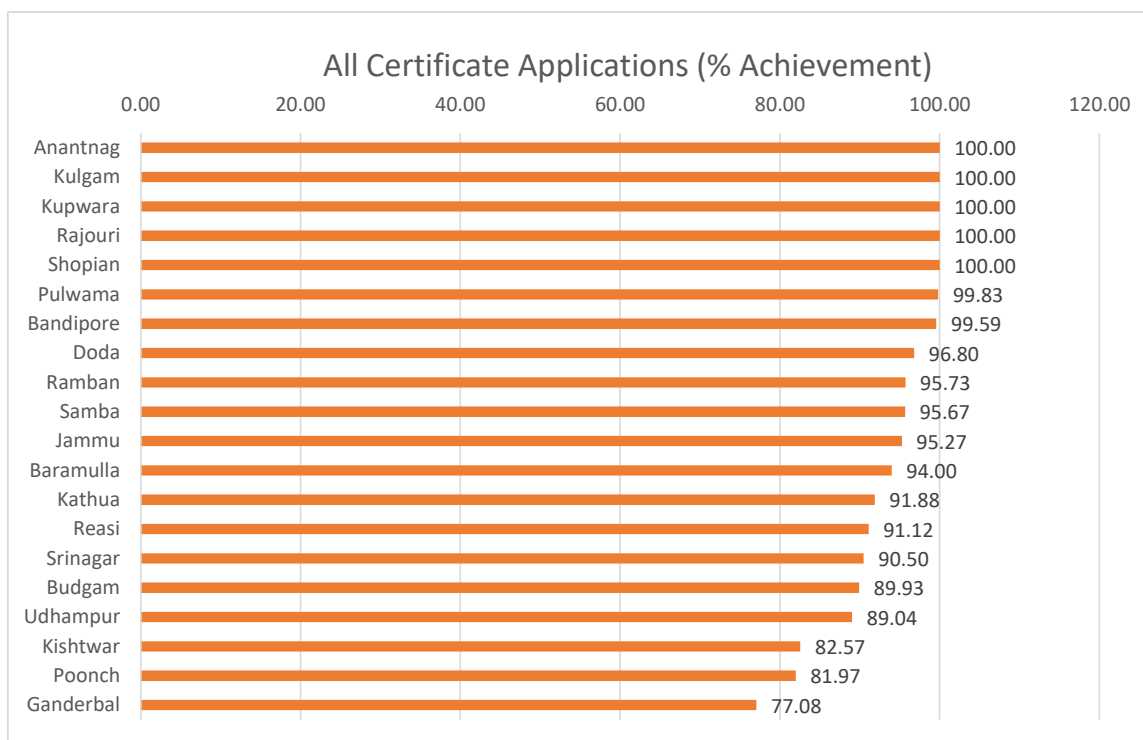 All Certificate Applications (% Achievement)
0.00 20.00 40.00 60.00 80.00 100.00 120.00
Anantnag 100.00
Kulgam 100.00
Kupwara 100.00
Rajouri 100.00
Shopian 100.00
Pulwama 99.83
Bandipore 99.59
Doda 96.80
Ramban 95.73
Samba 95.67
Jammu 95.27
Baramulla 94.00
Kathua 91.88
Reasi 91.12
Srinagar 90.50
Budgam 89.93
Udhampur 89.04
Kishtwar 82.57
Poonch 81.97
Ganderbal 77.08